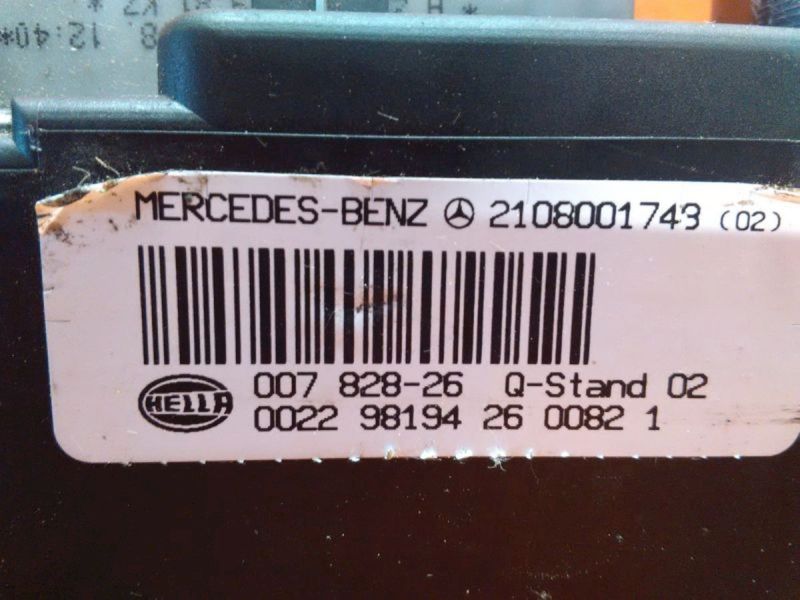 MERCEDES-BENZ 2108001743 (02)
HELLA
007 828-26 Q-Stand 02
0022 98194 26 0082 1